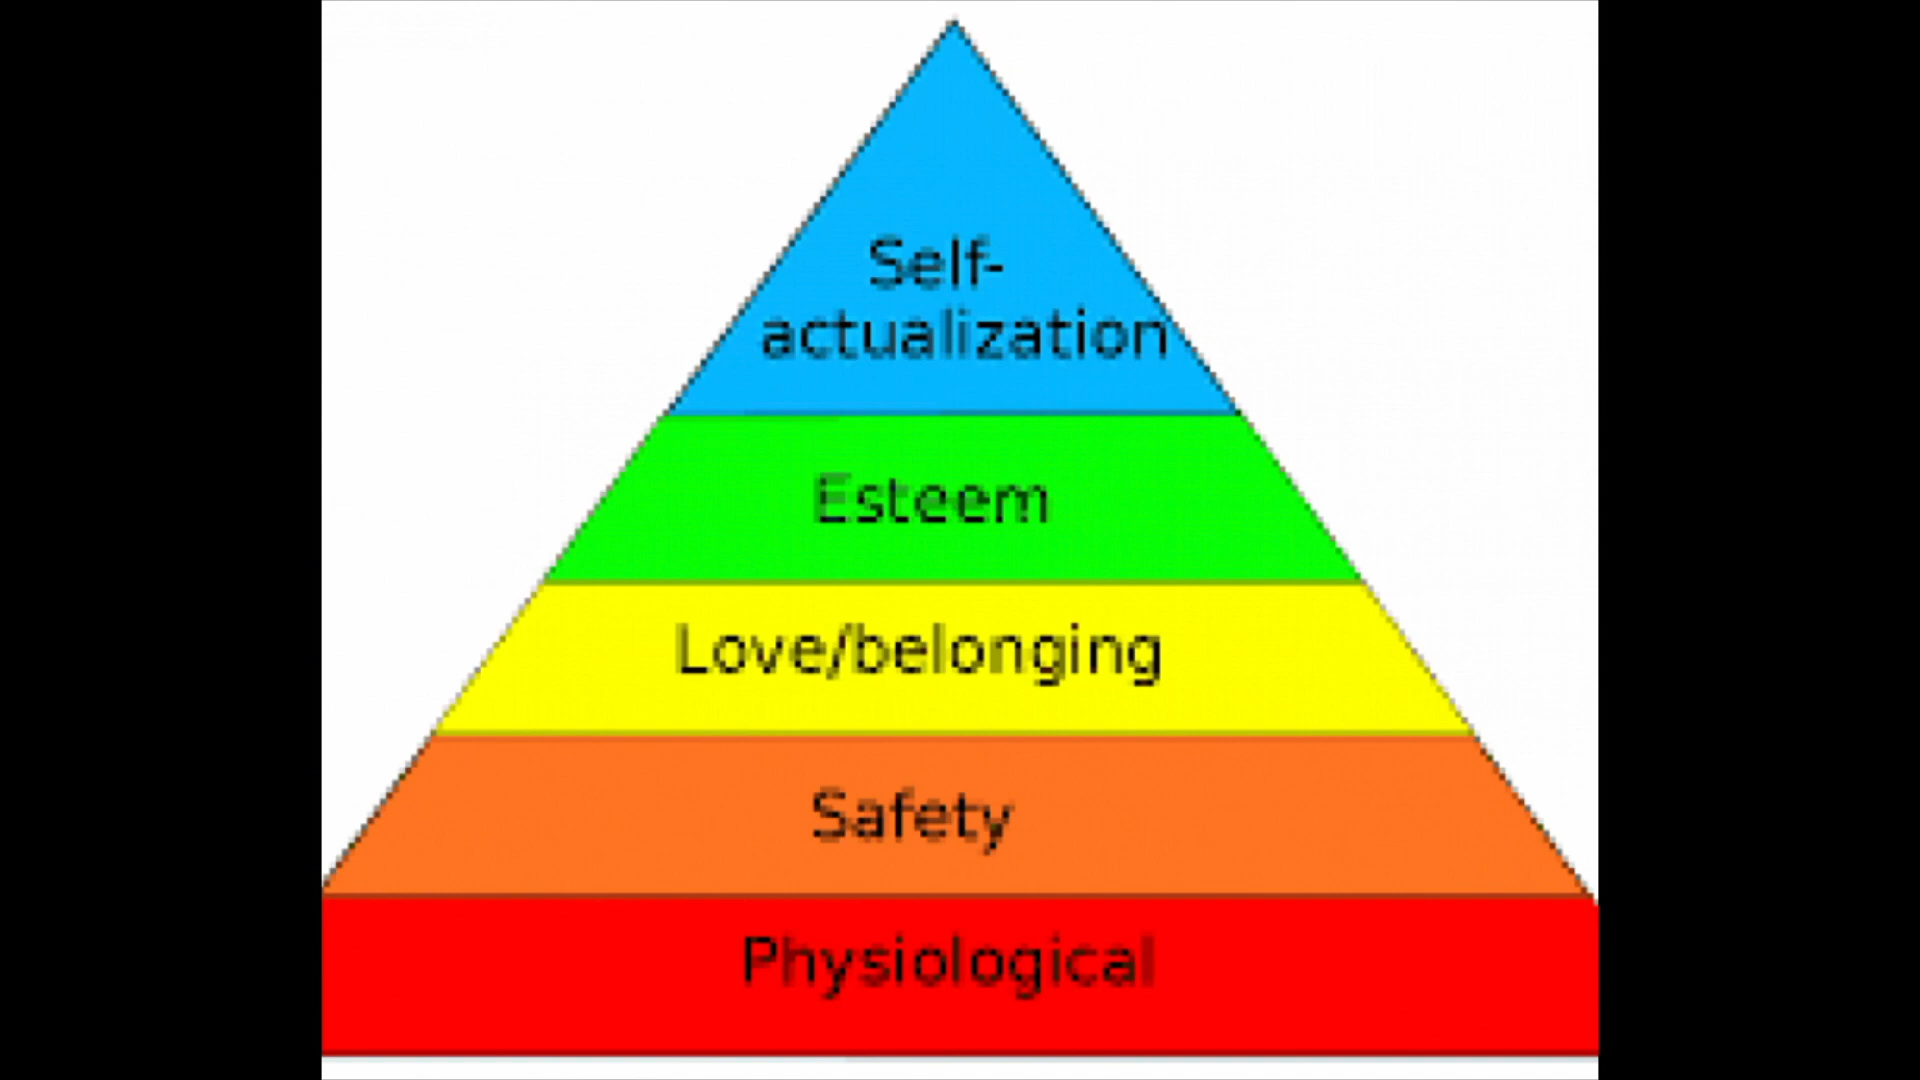 Self-
actualization
Esteem
Love/belonging
Safety
Physiological